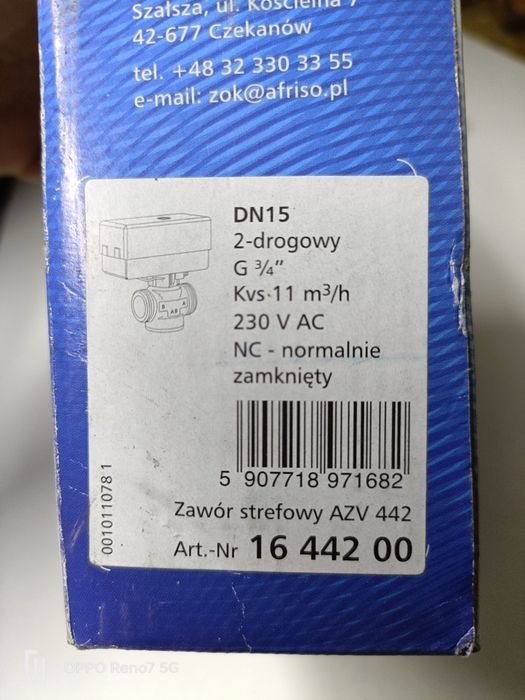 Szałsza, ul. Kościelna 7
42-677 Czekanów
tel. +48 32 330 33 55
e-mail: zok@afriso.pl
DN15
2-drogowy
G ¾"
Kvs 11 m³/h
230 V AC
NC - normalnie
zamknięty
B AB A
5 907718 971682
0010110781
Zawór strefowy AZV 442
Art.-Nr 16 442 00
OPPO Reno7 5G